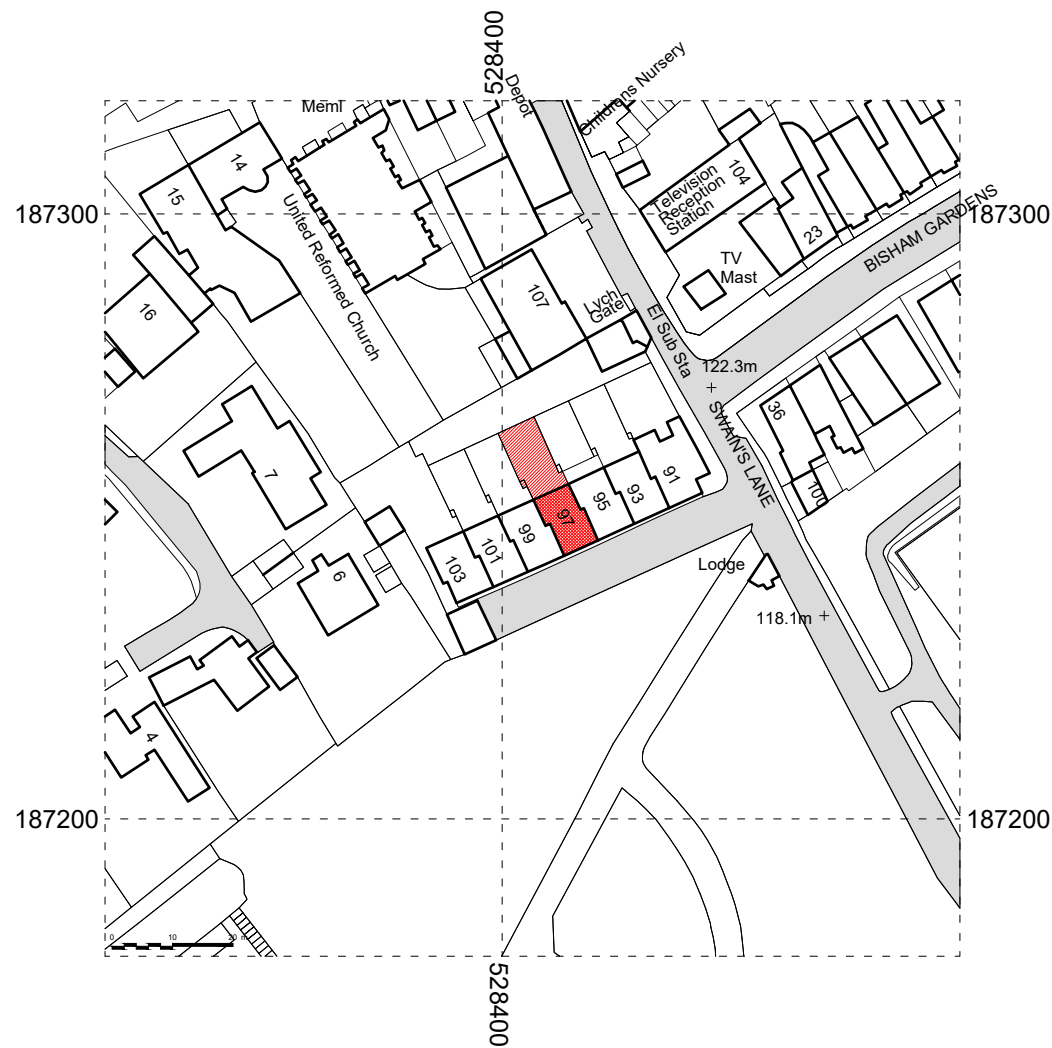 528400
Depot
Childrens Nursery
Meml
14
15
104
Television
Reception
Station
187300
187300
United Reformed Church
BISHAM GARDENS
23
TV
Mast
107
Lych
Gate
16
El Sub Sta
122.3m
36
SWAIN'S LANE
7
91
93
95
97
99
101
103
100
Lodge
6
118.1m
4
187200
187200
0
10
20 m
528400